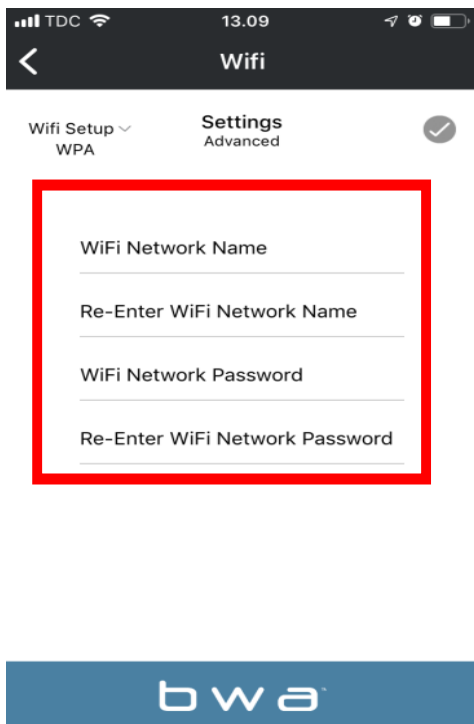 TDC
13.09
Wifi
Wifi Setup
WPA
Settings
Advanced
WiFi Network Name
Re-Enter WiFi Network Name
WiFi Network Password
Re-Enter WiFi Network Password
bwa